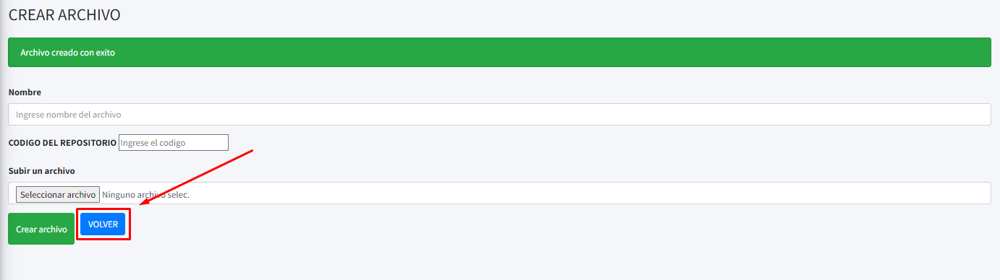 CREAR ARCHIVO
Archivo creado con exito
Nombre
Ingrese nombre del archivo
CODIGO DEL REPOSITORIO Ingrese el codigo
Subir un archivo
Seleccionar archivo Ninguno archivo selec.
Crear archivo VOLVER